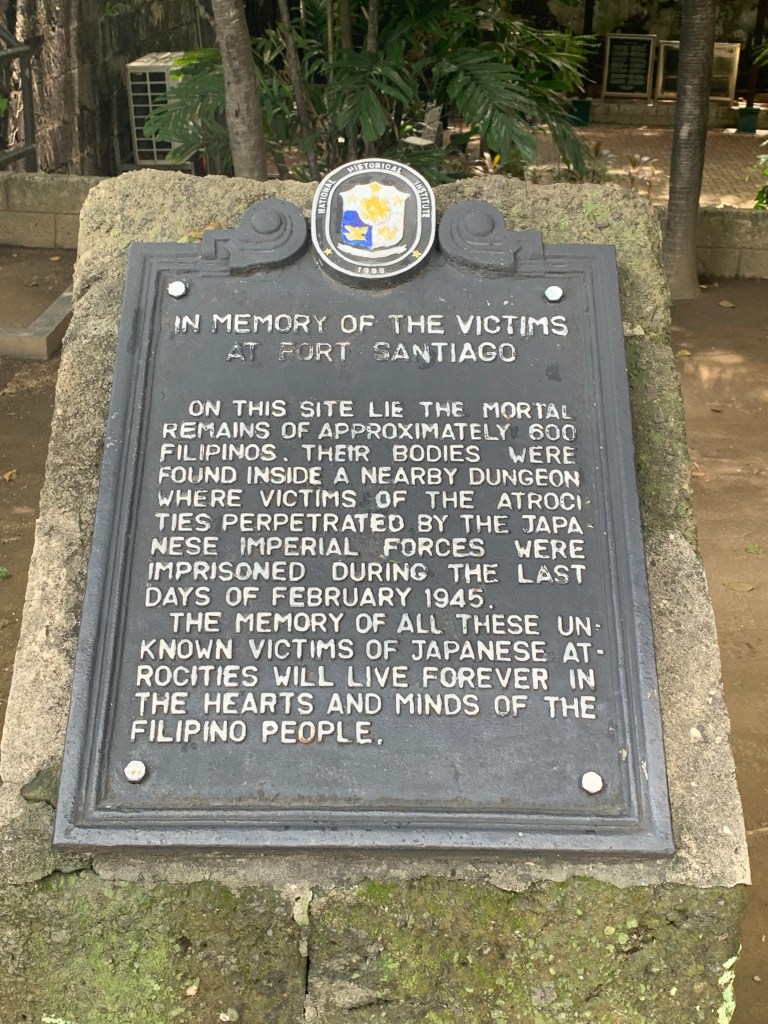 NATIONAL HISTORICAL INSTITUTE
IN MEMORY OF THE VICTIMS
AT FORT SANTIAGO
ON THIS SITE LIE THE MORTAL
REMAINS OF APPROXIMATELY 600
FILIPINOS. THEIR BODIES WERE
FOUND INSIDE A NEARBY DUNGEON
WHERE VICTIMS OF THE ATROCI-
TIES PERPETRATED BY THE JAPA-
NESE IMPERIAL FORCES WERE
IMPRISONED DURING THE LAST
DAYS OF FEBRUARY 1945.
THE MEMORY OF ALL THESE UN-
KNOWN VICTIMS OF JAPANESE AT-
ROCITIES WILL LIVE FOREVER IN
THE HEARTS AND MINDS OF THE
FILIPINO PEOPLE.